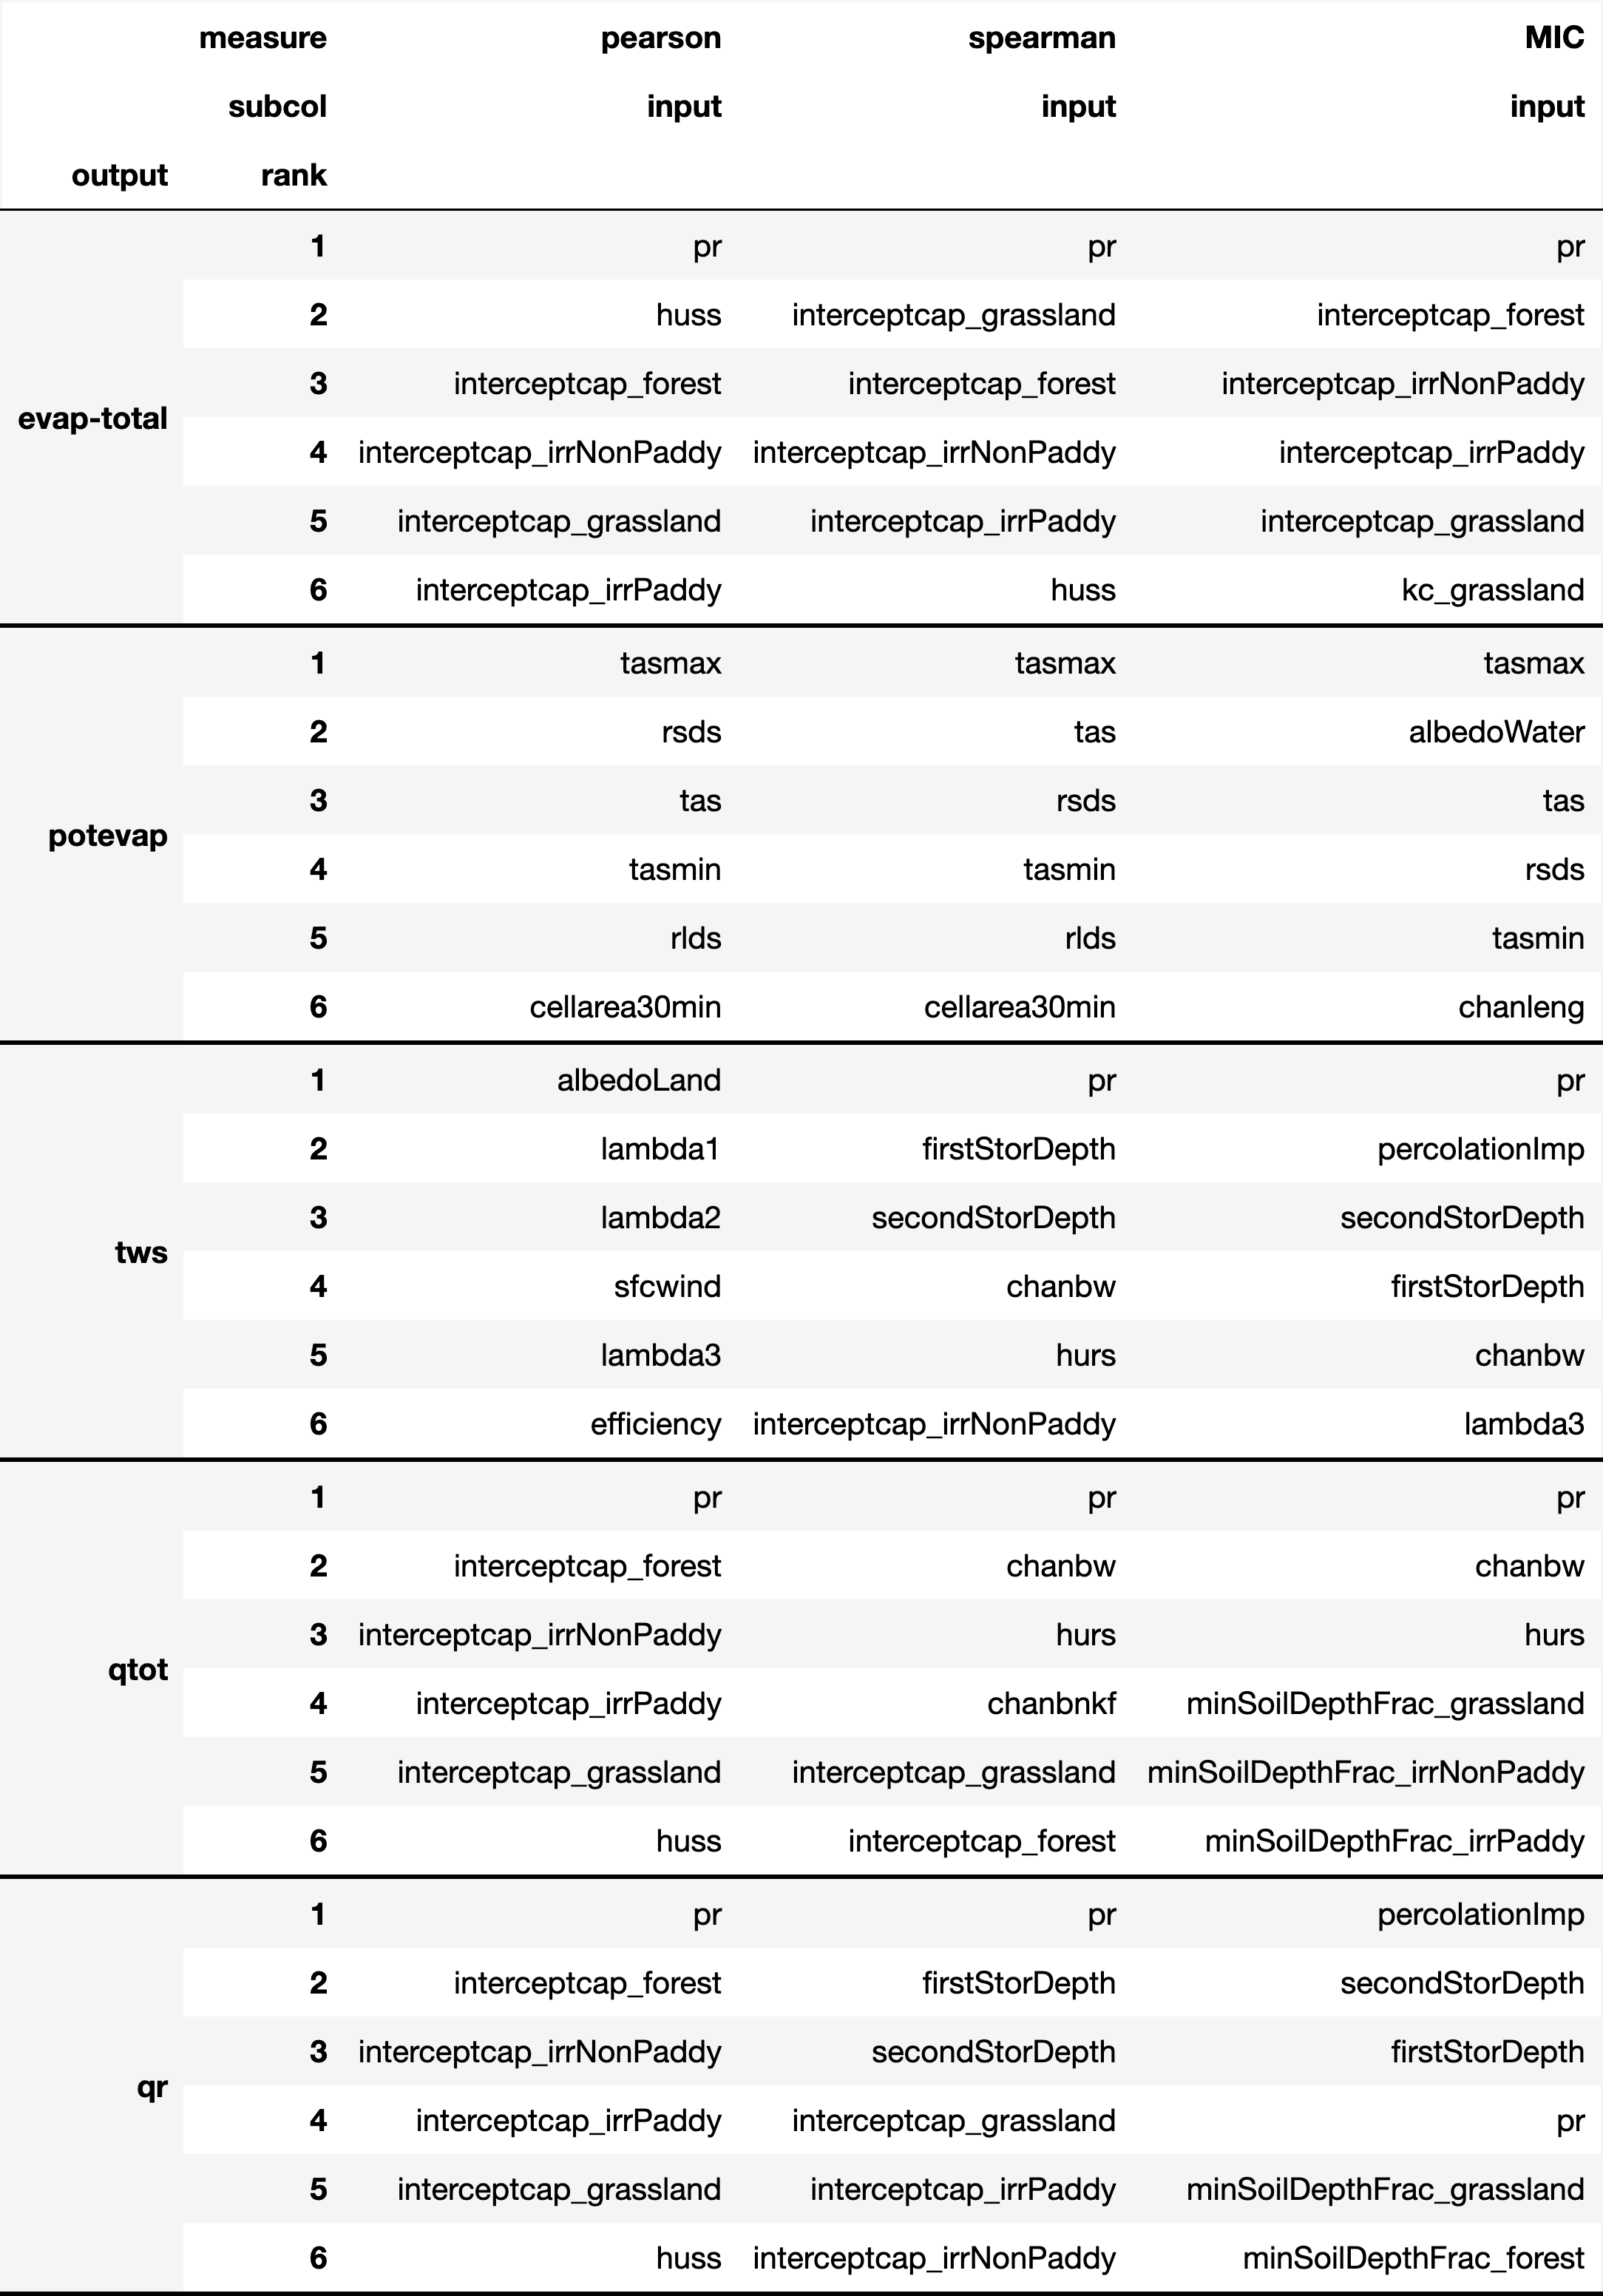 measure pearson spearman MIC
subcol input input input
output rank
1 pr pr pr
2 huss interceptcap_grassland interceptcap_forest
3 interceptcap_forest interceptcap_forest interceptcap_irrNonPaddy
evap-total
4 interceptcap_irrNonPaddy interceptcap_irrNonPaddy interceptcap_irrPaddy
5 interceptcap_grassland interceptcap_irrPaddy interceptcap_grassland
6 interceptcap_irrPaddy huss kc_grassland
1 tasmax tasmax tasmax
2 rsds tas albedoWater
3 tas rsds tas
potevap
4 tasmin tasmin rsds
5 rlds rlds tasmin
6 cellarea30min cellarea30min chanleng
1 albedoLand pr pr
2 lambda1 firstStorDepth percolationImp
3 lambda2 secondStorDepth secondStorDepth
tws
4 sfcwind chanbw firstStorDepth
5 lambda3 hurs chanbw
6 efficiency interceptcap_irrNonPaddy lambda3
1 pr pr pr
2 interceptcap_forest chanbw chanbw
3 interceptcap_irrNonPaddy hurs hurs
qtot
4 interceptcap_irrPaddy chanbnkf minSoilDepthFrac_grassland
5 interceptcap_grassland interceptcap_grassland minSoilDepthFrac_irrNonPaddy
6 huss interceptcap_forest minSoilDepthFrac_irrPaddy
1 pr pr percolationImp
2 interceptcap_forest firstStorDepth secondStorDepth
3 interceptcap_irrNonPaddy secondStorDepth firstStorDepth
qr
4 interceptcap_irrPaddy interceptcap_grassland pr
5 interceptcap_grassland interceptcap_irrPaddy minSoilDepthFrac_grassland
6 huss interceptcap_irrNonPaddy minSoilDepthFrac_forest